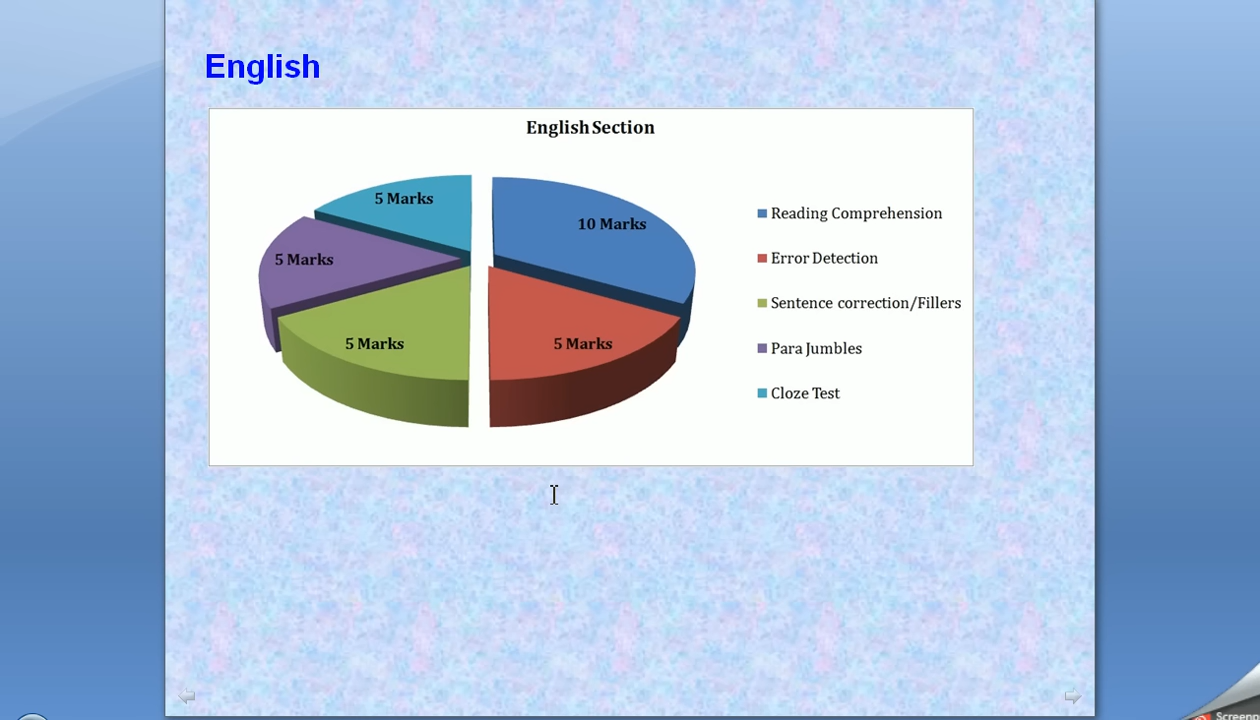 English
English Section
5 Marks
10 Marks
5 Marks
5 Marks
5 Marks
Reading Comprehension
Error Detection
Sentence correction/Fillers
Para Jumbles
Cloze Test